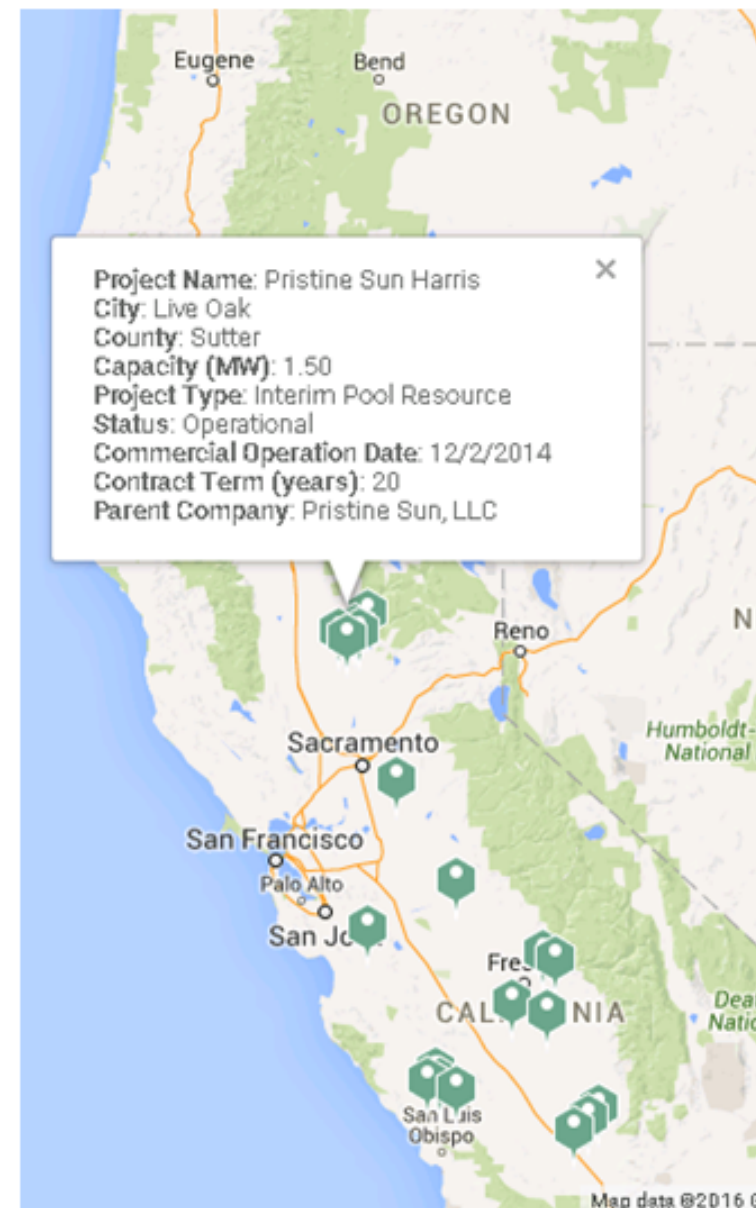 Eugene
Bend
OREGON
×
Project Name: Pristine Sun Harris
City: Live Oak
County: Sutter
Capacity (MW): 1.50
Project Type: Interim Pool Resource
Status: Operational
Commercial Operation Date: 12/2/2014
Contract Term (years): 20
Parent Company: Pristine Sun, LLC
Reno
N
Humboldt-
National
Sacramento
San Francisco
Palo Alto
San Jo
Fres
CAL NIA
Deat
Natio
San Luis
Obispo
Map data ©2016 G